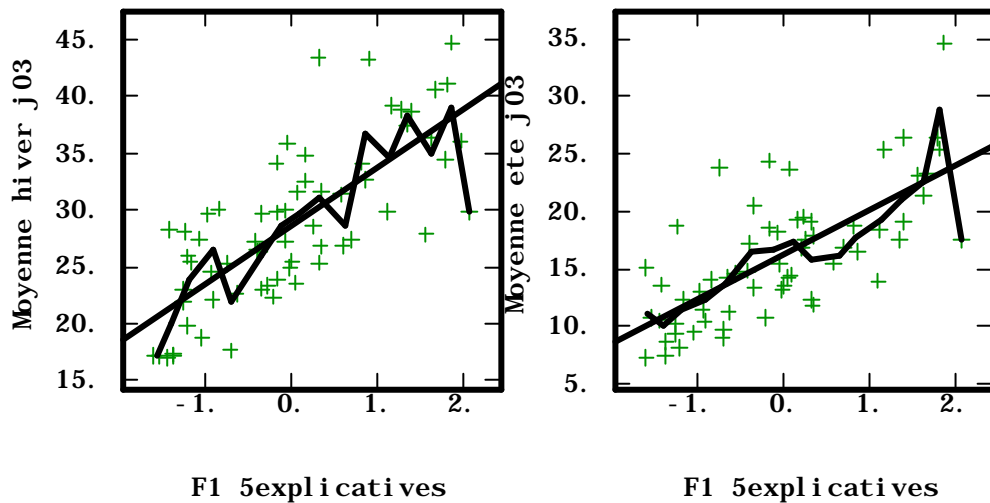 Moyenne hiver j03
45.
40.
35.
30.
25.
20.
15.
-1. 0. 1. 2.
F1 5explicatives
Moyenne ete j03
35.
30.
25.
20.
15.
10.
5.
-1. 0. 1. 2.
F1 5explicatives